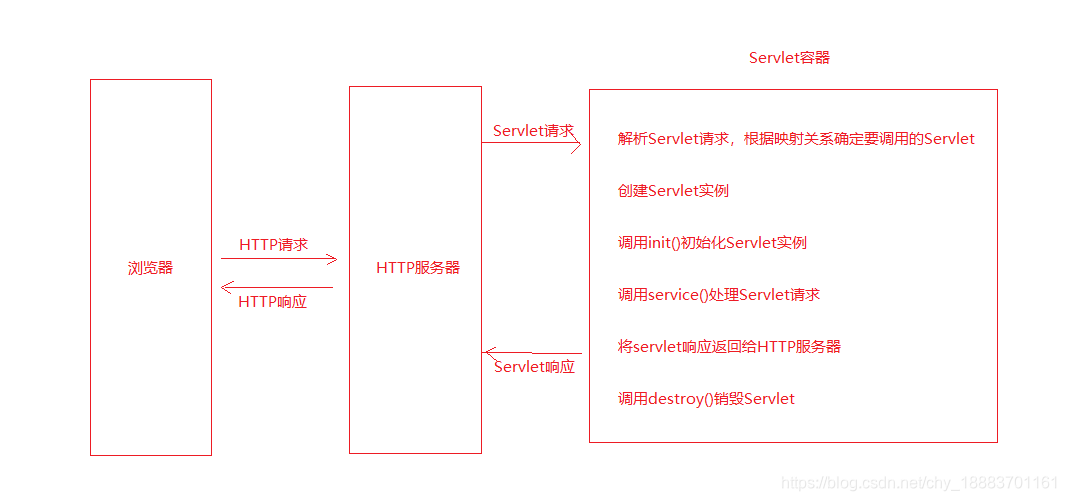 Servlet容器
浏览器
HTTP请求
HTTP响应
HTTP服务器
Servlet请求
Servlet响应
解析Servlet请求，根据映射关系确定要调用的Servlet
创建Servlet实例
调用init()初始化Servlet实例
调用service()处理Servlet请求
将servlet响应返回给HTTP服务器
调用destroy()销毁Servlet
https://blog.csdn.net/chy_18883701161